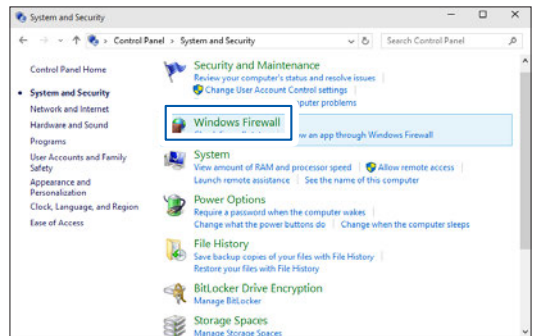 System and Security
Control Panel > System and Security
Search Control Panel
Control Panel Home
System and Security
Network and Internet
Hardware and Sound
Programs
User Accounts and Family
Safety
Appearance and
Personalization
Clock, Language, and Region
Ease of Access
Security and Maintenance
Review your computer's status and resolve issues
Change User Account Control settings
puter problems
Windows Firewall
w an app through Windows Firewall
System
View amount of RAM and processor speed | Allow remote access
Launch remote assistance | See the name of this computer
Power Options
Require a password when the computer wakes
Change what the power buttons do | Change when the computer sleeps
File History
Save backup copies of your files with File History
Restore your files with File History
BitLocker Drive Encryption
Manage BitLocker
Storage Spaces
Manage Storage Spaces